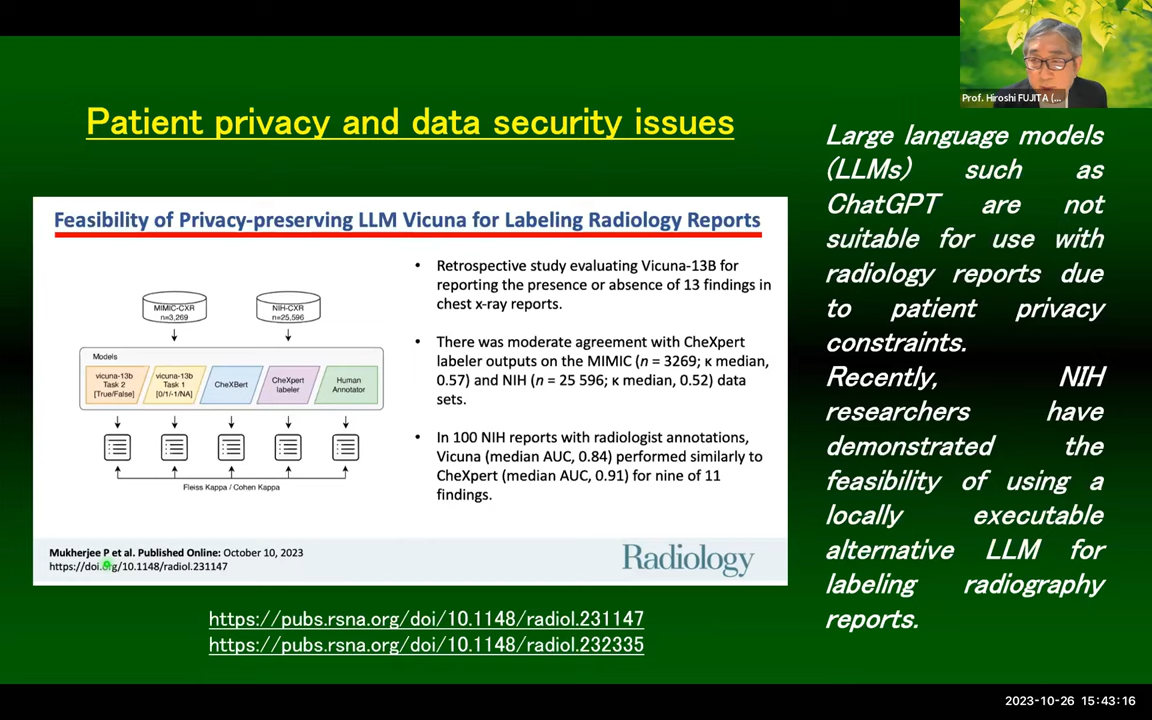 Prof. Hiroshi FUJITA (...
Patient privacy and data security issues
Feasibility of Privacy-preserving LLM Vicuna for Labeling Radiology Reports
MIMIC-CXR
n=3,269
NIH-CXR
n=25,596
Models
vicuna-13b
Task 2
[True/False]
vicuna-13b
Task 1
[0/1/-1/NA]
CheXBert
CheXpert
labeler
Human
Annotator
Fleiss Kappa / Cohen Kappa
• Retrospective study evaluating Vicuna-13B for
reporting the presence or absence of 13 findings in
chest x-ray reports.
• There was moderate agreement with CheXpert
labeler outputs on the MIMIC (n = 3269; κ median,
0.57) and NIH (n = 25 596; κ median, 0.52) data
sets.
• In 100 NIH reports with radiologist annotations,
Vicuna (median AUC, 0.84) performed similarly to
CheXpert (median AUC, 0.91) for nine of 11
findings.
Mukherjee P et al. Published Online: October 10, 2023
https://doi.org/10.1148/radiol.231147
Radiology
https://pubs.rsna.org/doi/10.1148/radiol.231147
https://pubs.rsna.org/doi/10.1148/radiol.232335
Large language models
(LLMs) such as
ChatGPT are not
suitable for use with
radiology reports due
to patient privacy
constraints.
Recently, NIH
researchers have
demonstrated the
feasibility of using a
locally executable
alternative LLM for
labeling radiography
reports.
2023-10-26 15:43:16